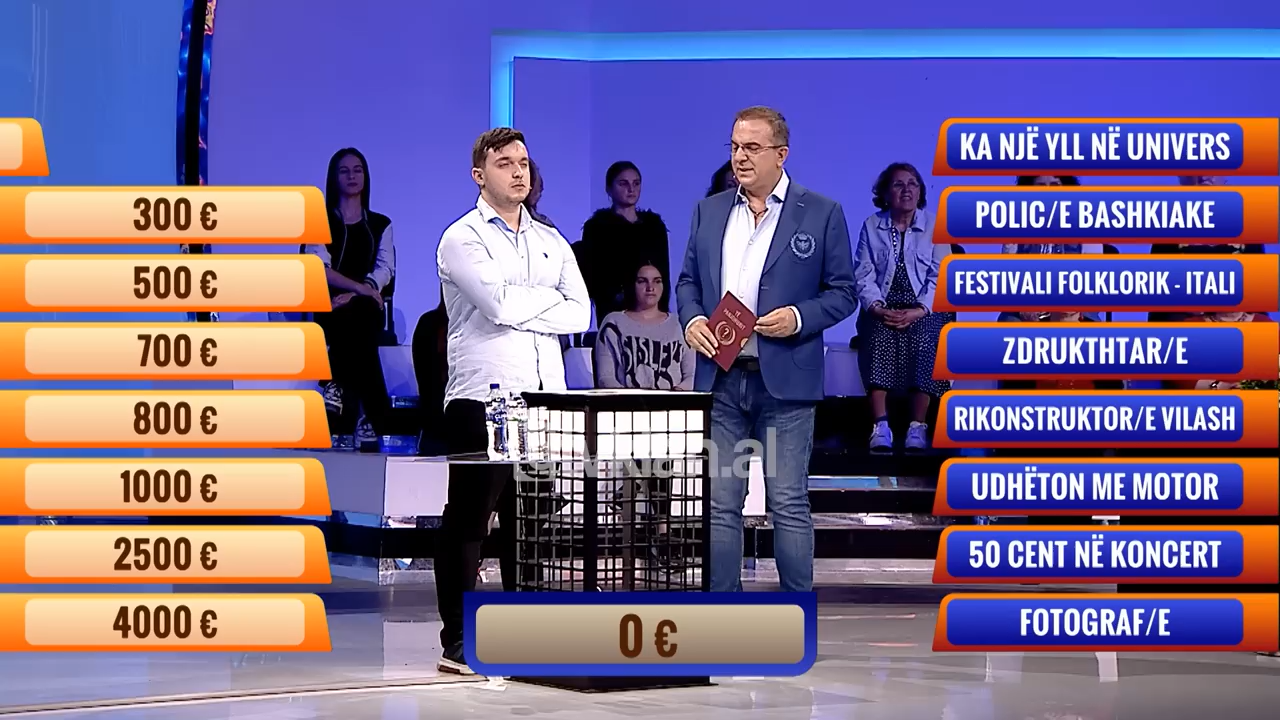 KA NJË YLL NË UNIVERS
300 €
POLIC/E BASHKIAKE
500 €
FESTIVALI FOLKLORIK - ITALI
700 €
ZDRUKTHTAR/E
800 €
RIKONSTRUKTOR/E VILASH
1000 €
UDHËTON ME MOTOR
2500 €
50 CENT NË KONCERT
4000 €
FOTOGRAF/E
0 €